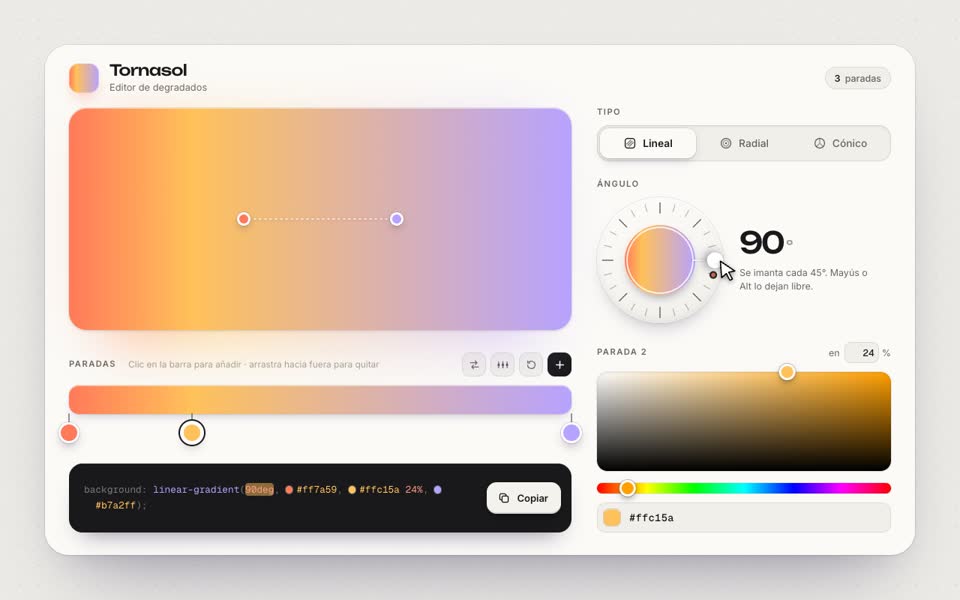 Tornasol
Editor de degradados
3 paradas
TIPO
Lineal
Radial
Cónico
ÁNGULO
90°
Se imanta cada 45°. Mayús o
Alt lo dejan libre.
PARADAS
Clic en la barra para añadir · arrastra hacia fuera para quitar
PARADA 2
en 24 %
background: linear-gradient(90deg, #ff7a59, #ffc15a 24%,
#b7a2ff);
Copiar
#ffc15a